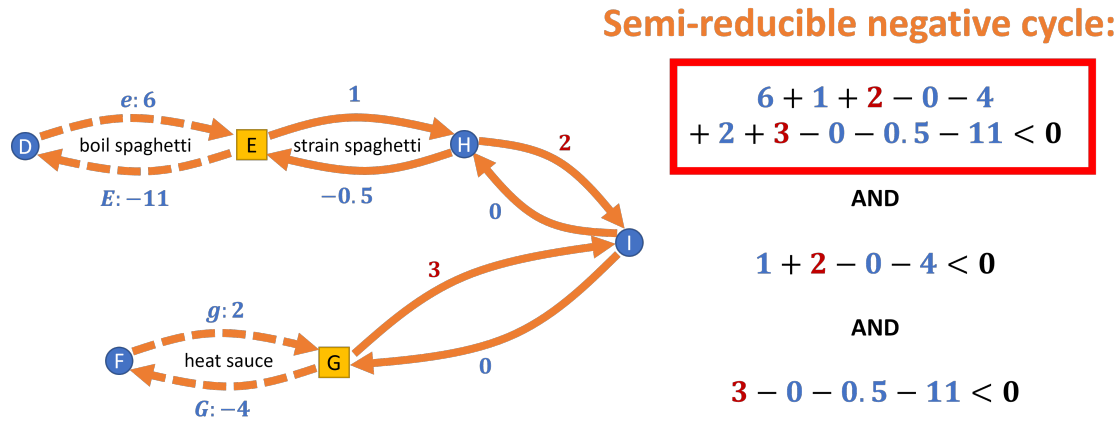 Semi-reducible negative cycle:
e: 6
1
6 + 1 + 2 − 0 − 4
+ 2 + 3 − 0 − 0.5 − 11 < 0
D
boil spaghetti
E
strain spaghetti
H
2
E: −11
−0.5
0
AND
I
1 + 2 − 0 − 4 < 0
3
g: 2
AND
F
heat sauce
G
0
3 − 0 − 0.5 − 11 < 0
G: −4